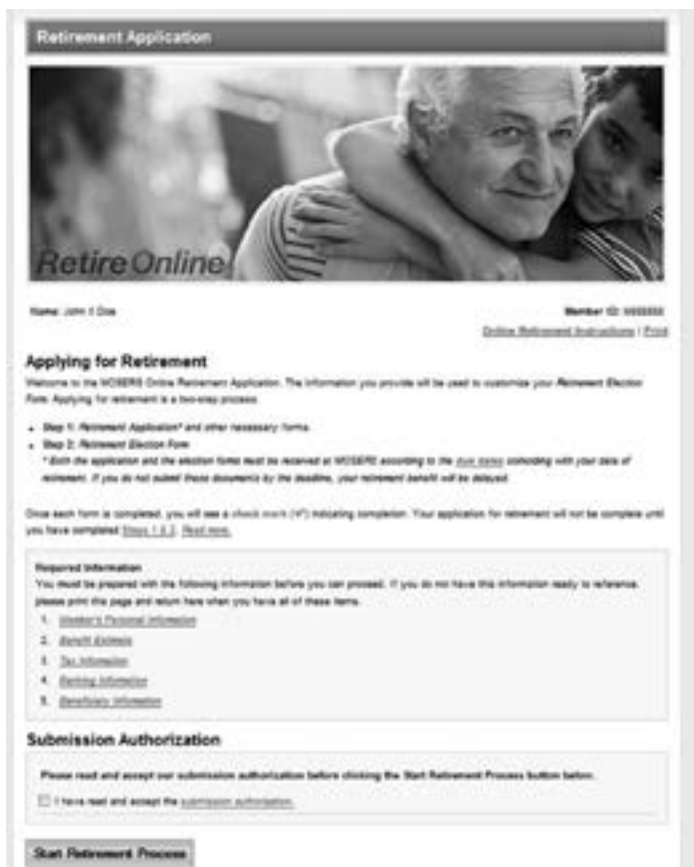 Retirement Application
RetireOnline
Name: John Doe
Member ID:
Online Retirement Instructions | Print
Applying for Retirement
Welcome to the MOSERS Online Retirement Application. The information you provide will be used to customize your Retirement Election
Form. Applying for retirement is a two-step process:
• Step 1: Retirement Application* and other necessary forms.
• Step 2: Retirement Election Form
* Both the application and the election forms must be received at MOSERS according to the due dates coinciding with your date of
retirement. If you do not submit these documents by the deadline, your retirement benefit will be delayed.
Once each form is completed, you will see a check mark (✓) indicating completion. Your application for retirement will not be complete until
you have completed Steps 1 & 2. Read more.
Required Information
You must be prepared with the following information before you can proceed. If you do not have this information ready to reference,
please print this page and return here when you have all of these items.
1. Member's Personal Information
2. Benefit Estimate
3. Tax Information
4. Banking Information
5. Beneficiary Information
Submission Authorization
Please read and accept our submission authorization before clicking the Start Retirement Process button below.
I have read and accept the submission authorization.
Start Retirement Process